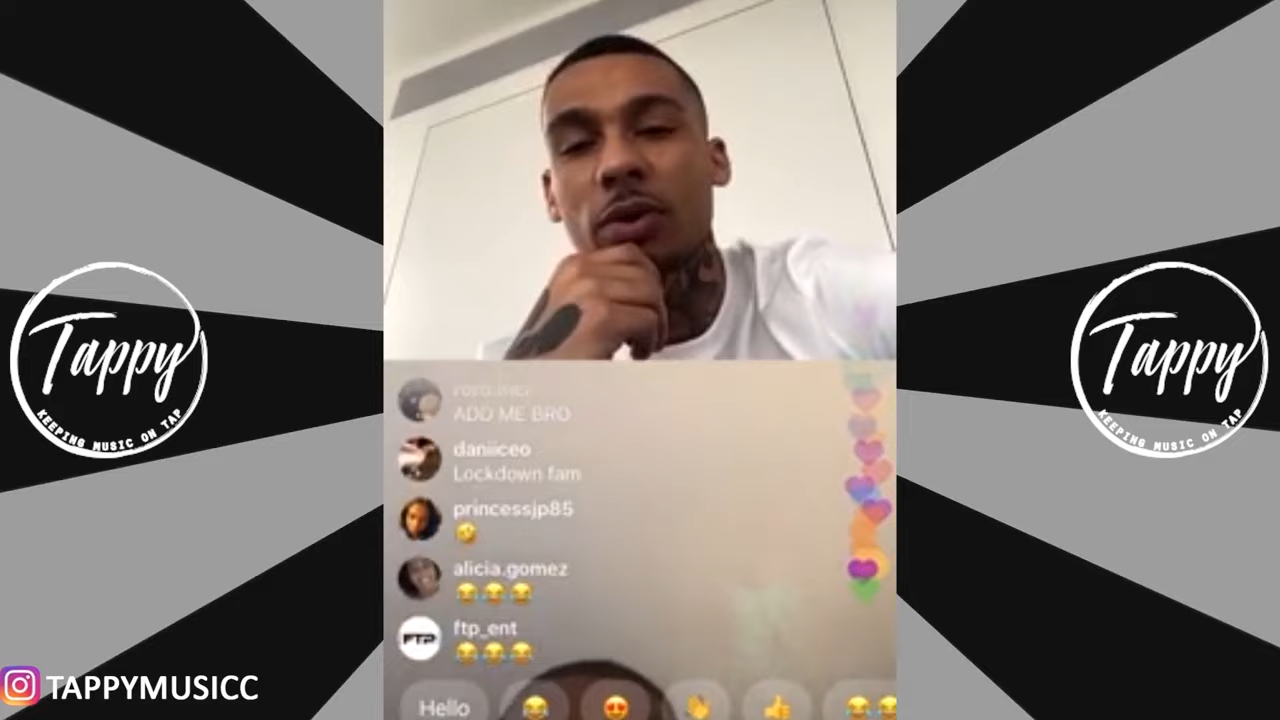 Tappy
KEEPING MUSIC ON TAP
Tappy
KEEPING MUSIC ON TAP
ADD ME BRO
daniiceo
Lockdown fam
princessjp85
alicia.gomez
ftp_ent
FTP
Hello
TAPPYMUSICC